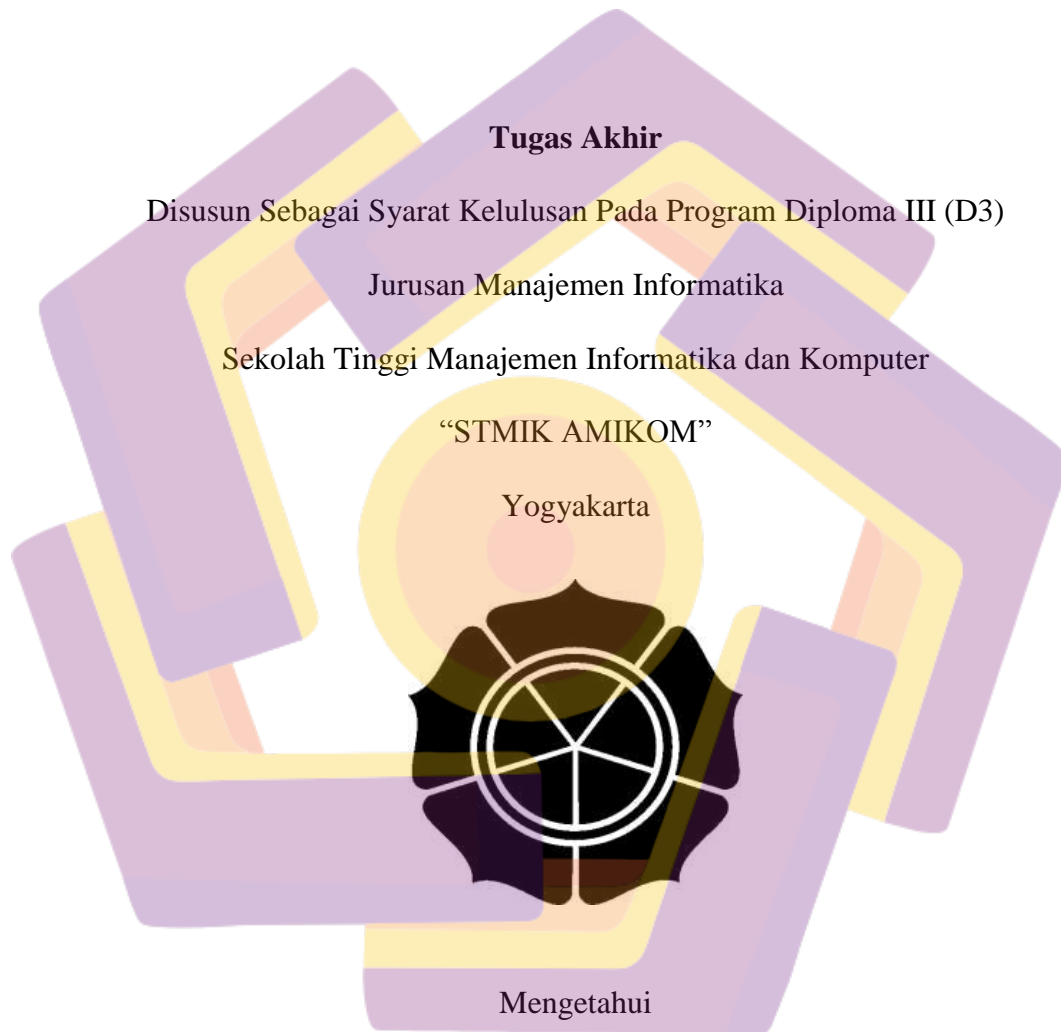 Tugas Akhir
Disusun Sebagai Syarat Kelulusan Pada Program Diploma III (D3)
Jurusan Manajemen Informatika
Sekolah Tinggi Manajemen Informatika dan Komputer
“STMIK AMIKOM”
Yogyakarta
Mengetahui